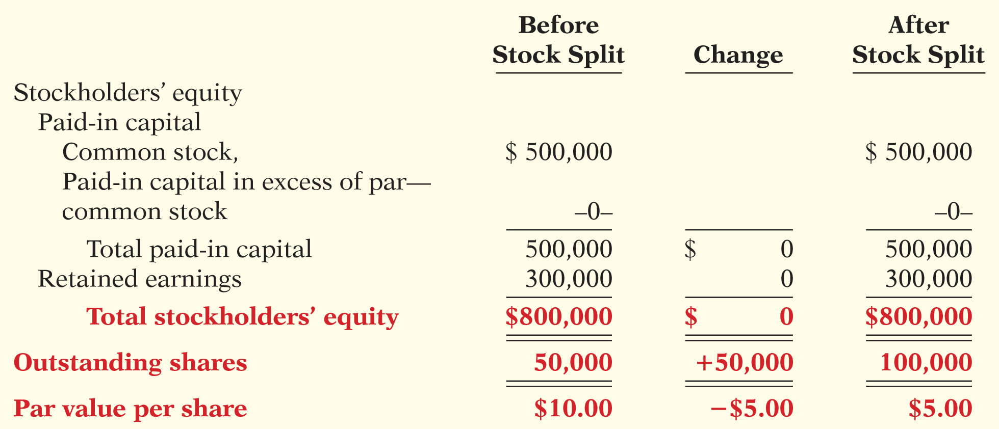 Before After
Stock Split Change Stock Split
Stockholders’ equity
Paid-in capital
Common stock, $ 500,000 $ 500,000
Paid-in capital in excess of par—
common stock –0– –0–
Total paid-in capital 500,000 $ 0 500,000
Retained earnings 300,000 0 300,000
Total stockholders’ equity $800,000 $ 0 $800,000
Outstanding shares 50,000 +50,000 100,000
Par value per share $10.00 −$5.00 $5.00